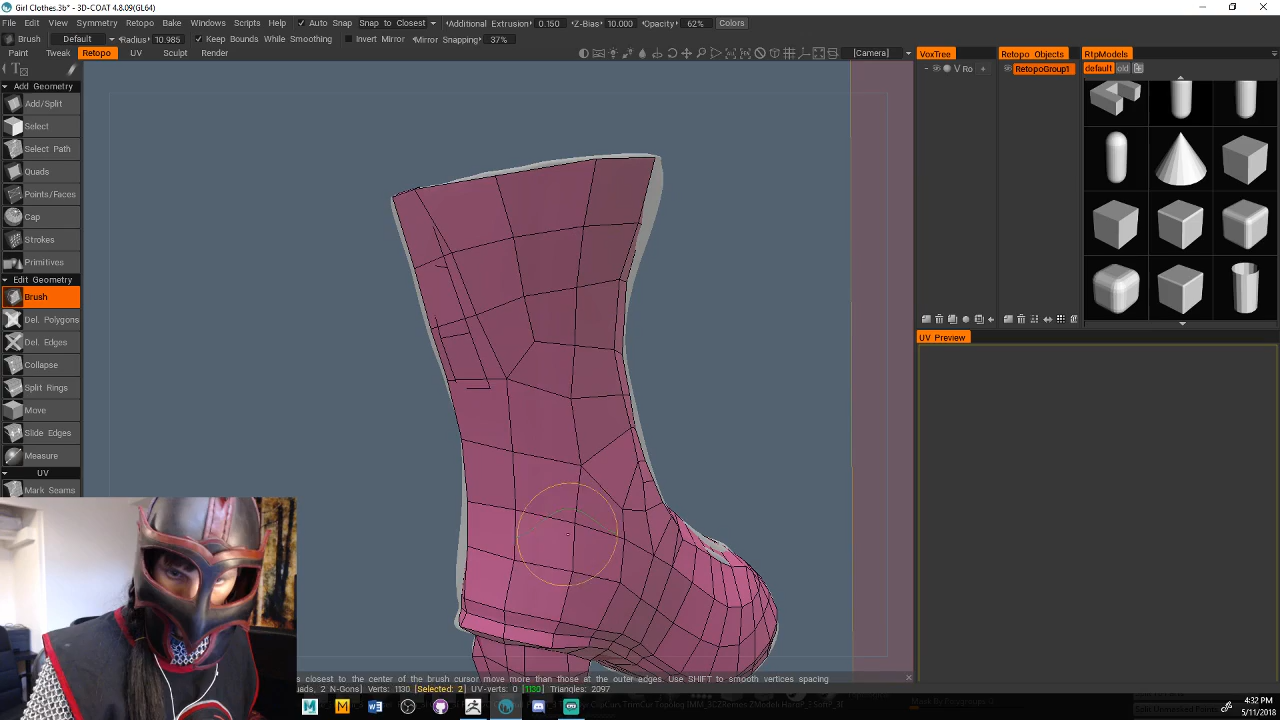 Girl Clothes.3b* - 3D-COAT 4.8.09(GL64)
File Edit View Symmetry Retopo Bake Windows Scripts Help Auto Snap Snap to Closest Additional Extrusion 0.150 Z-Bias 10.000 Opacity 62% Colors
Brush Default Radius 10.985 Keep Bounds While Smoothing Invert Mirror Mirror Snapping 37%
Paint Tweak Retopo UV Sculpt Render [Camera] VoxTree Retopo Objects RtpModels
V Ro + RetopoGroup1 default old
Add Geometry
Add/Split
Select
Select Path
Quads
Points/Faces
Cap
Strokes
Primitives
Edit Geometry
Brush
Del. Polygons
Del. Edges
Collapse
Split Rings
Move
Slide Edges
Measure
UV
Mark Seams
UV Preview
s closest to the center of the brush cursor move more than those at the outer edges. Use SHIFT to smooth vertices spacing
uads, 2 N-Gons] Verts: 1130 [Selected: 2] UV-verts: 0 [1130] Triangles: 2097
4:32 PM
5/11/2018